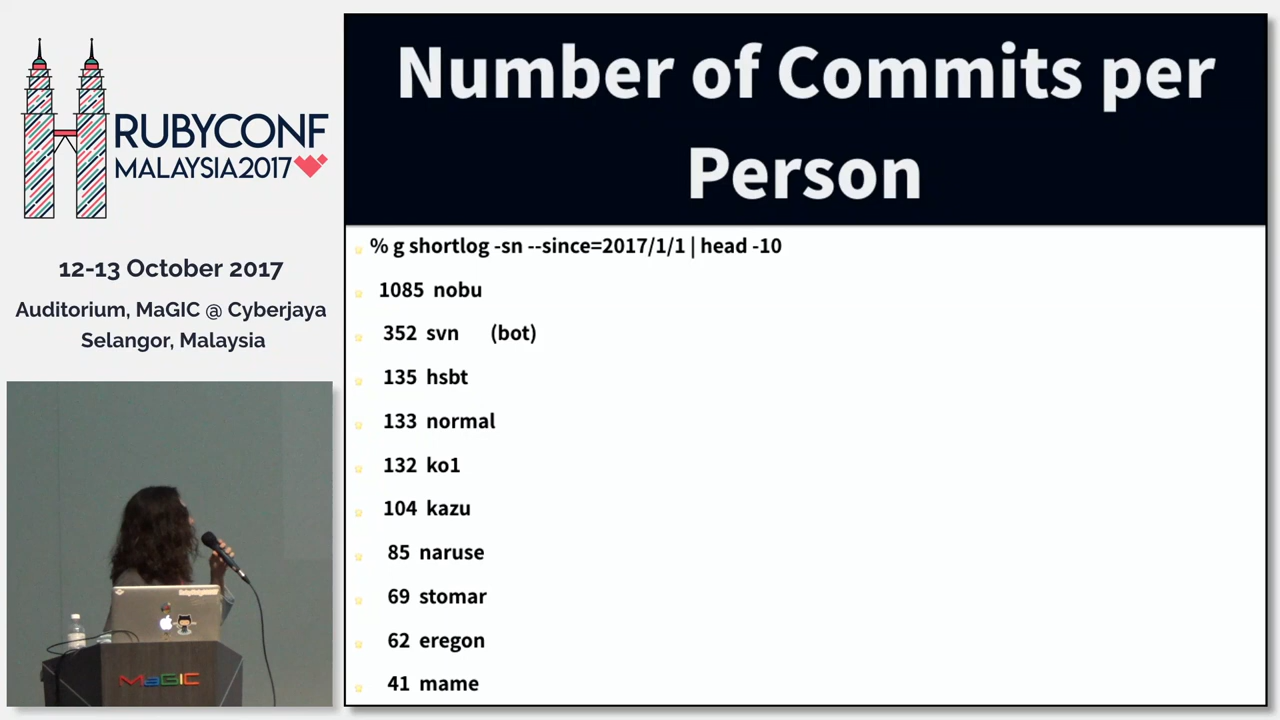 RUBYCONF
MALAYSIA2017
12-13 October 2017
Auditorium, MaGIC @ Cyberjaya
Selangor, Malaysia
MaGIC
Number of Commits per
Person
% g shortlog -sn --since=2017/1/1 | head -10
1085 nobu
352 svn (bot)
135 hsbt
133 normal
132 ko1
104 kazu
85 naruse
69 stomar
62 eregon
41 mame